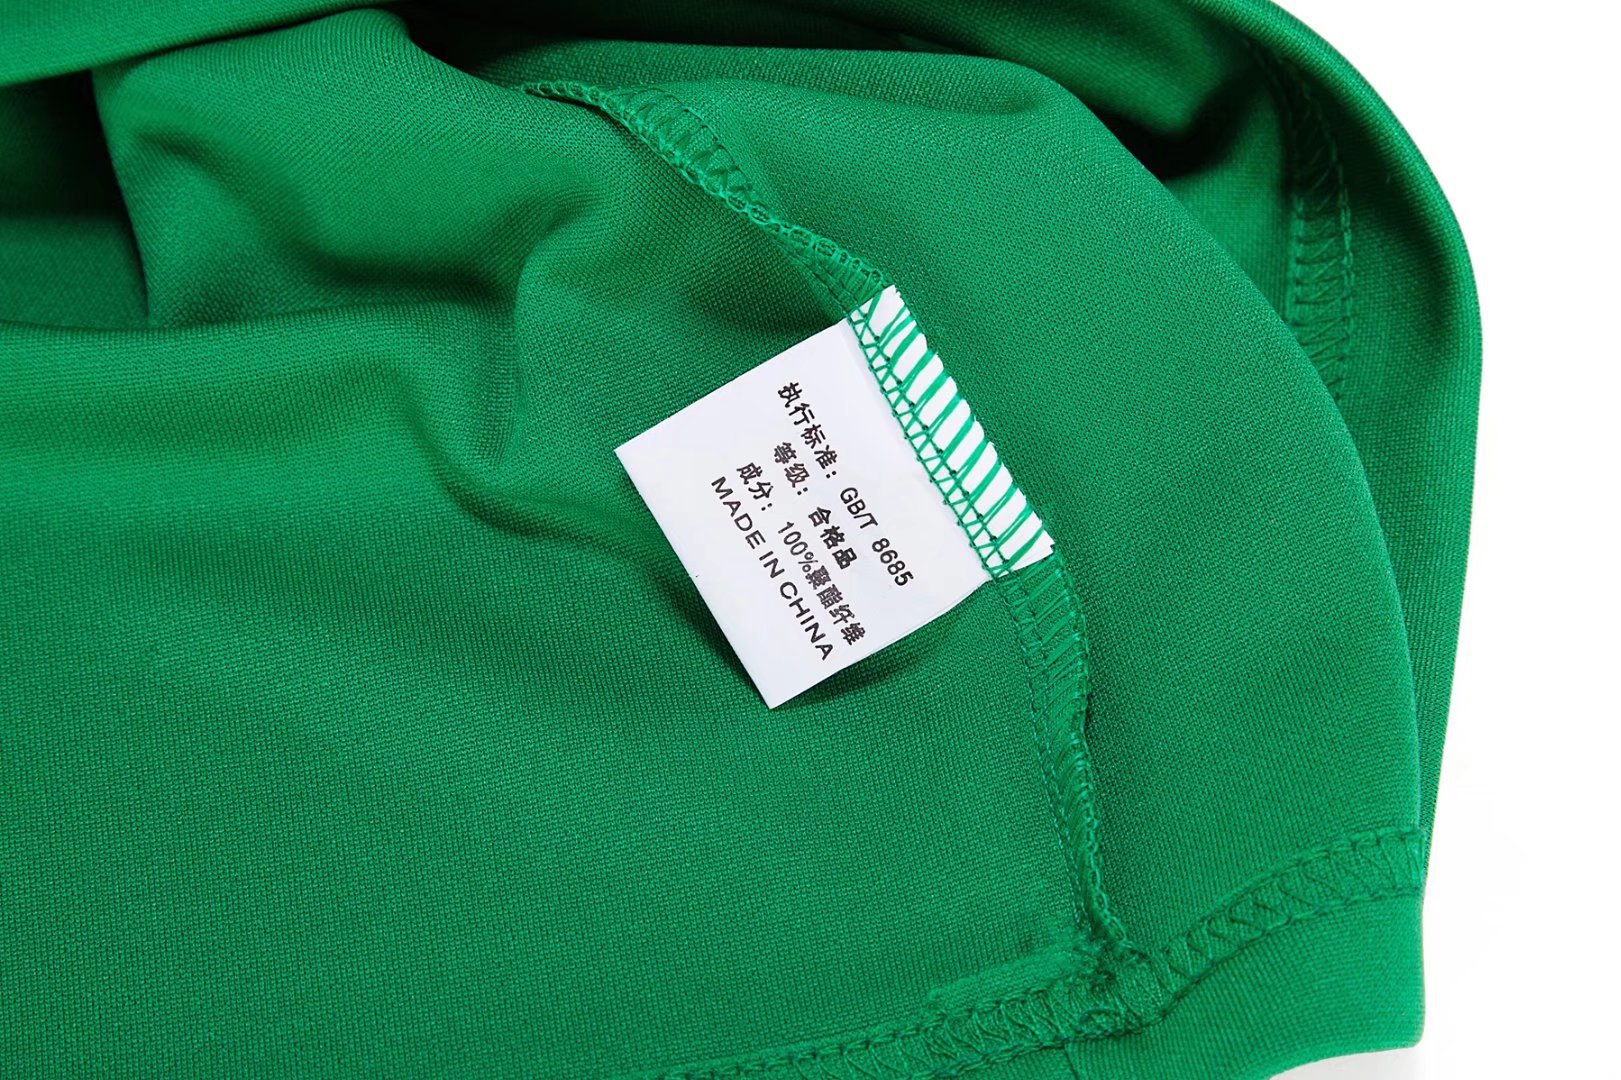 执行标准：GB/T 8685
等级：合格品
成分：100%聚酯纤维
MADE IN CHINA